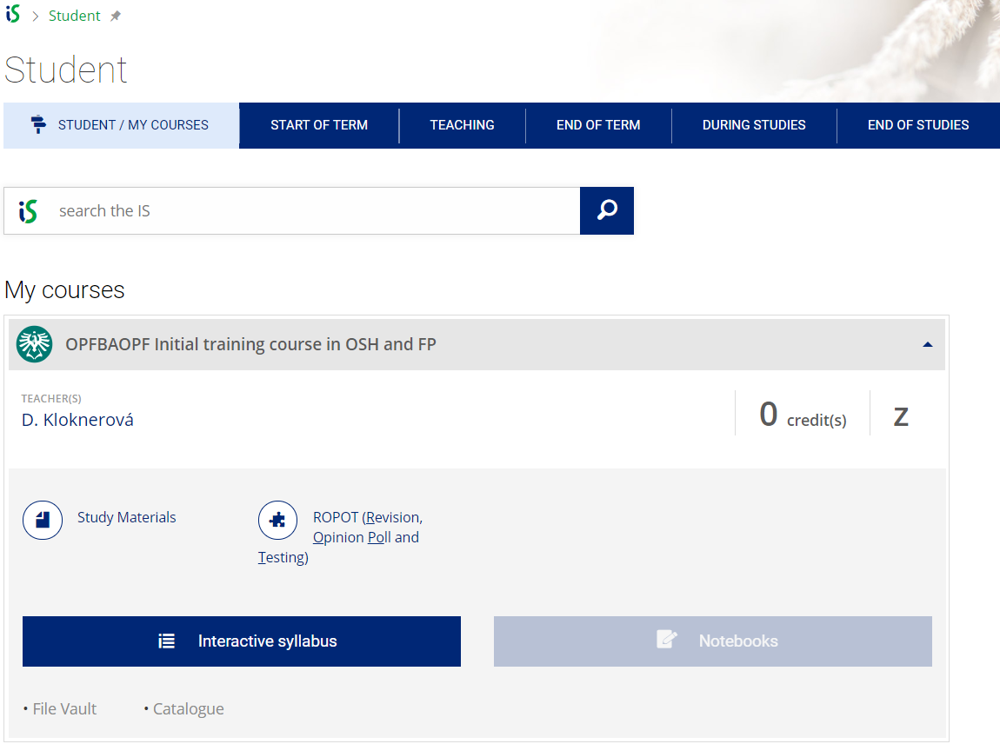 iS > Student
Student
STUDENT / MY COURSES START OF TERM TEACHING END OF TERM DURING STUDIES END OF STUDIES
iS search the IS
My courses
OPFBAOPF Initial training course in OSH and FP
TEACHER(S)
D. Kloknerová
0 credit(s) Z
Study Materials
ROPOT (Revision,
Opinion Poll and
Testing)
Interactive syllabus Notebooks
• File Vault • Catalogue